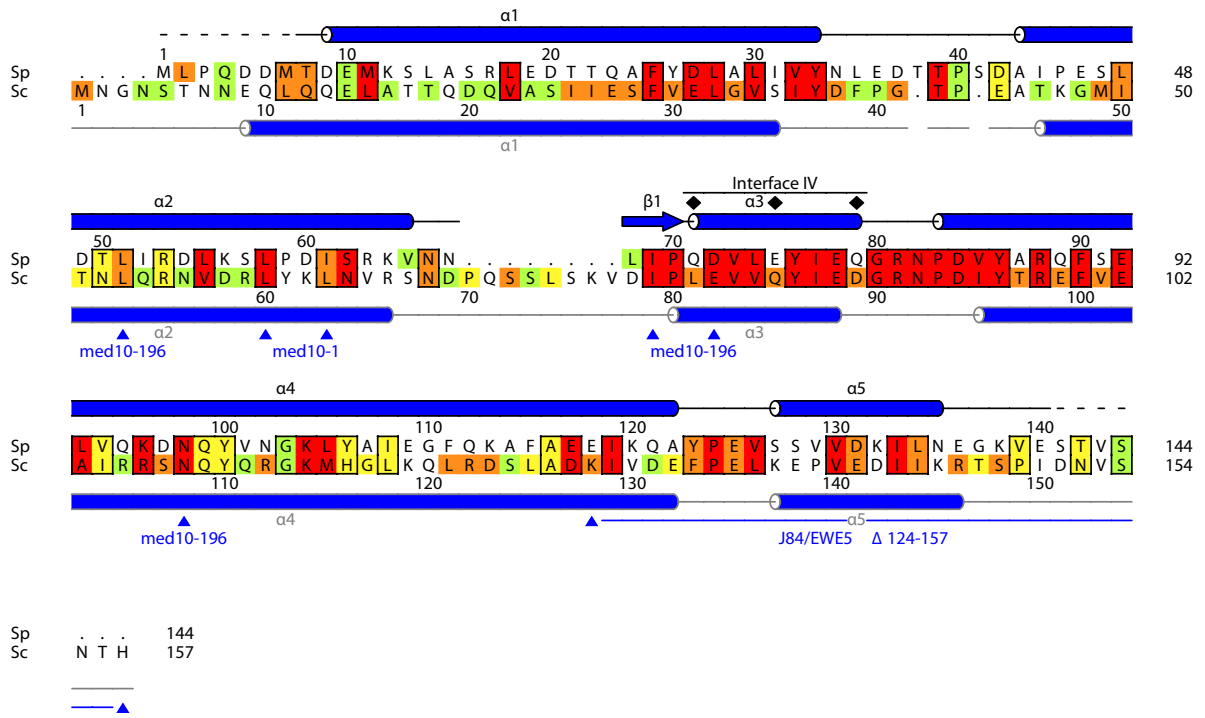 α1
1 10 20 30 40
Sp . . . . M L P Q D D M T D E M K S L A S R L E D T T Q A F Y D L A L I V Y N L E D T T P S D A I P E S L 48
Sc M N G N S T N N E Q L Q Q E L A T T Q D Q V A S I I E S F V E L G V S I Y D F P G . T P . E A T K G M I 50
1 10 20 30 40 50
α1
Interface IV
α2 β1 α3
50 60 70 80 90
Sp D T L I R D L K S L P D I S R K V N N . . . . . . . . L I P Q D V L E Y I E Q G R N P D V Y A R Q F S E 92
Sc T N L Q R N V D R L Y K L N V R S N D P Q S S L S K V D I P L E V V Q Y I E D G R N P D I Y T R E F V E 102
60 70 80 90 100
α2 α3
med10-196 med10-1 med10-196
α4 α5
100 110 120 130 140
Sp L V Q K D N Q Y V N G K L Y A I E G F Q K A F A E E I K Q A Y P E V S S V V D K I L N E G K V E S T V S 144
Sc A I R R S N Q Y Q R G K M H G L K Q L R D S L A D K I V D E F P E L K E P V E D I I K R T S P I D N V S 154
110 120 130 140 150
α4 α5
med10-196 J84/EWE5 Δ 124-157
Sp . . . 144
Sc N T H 157